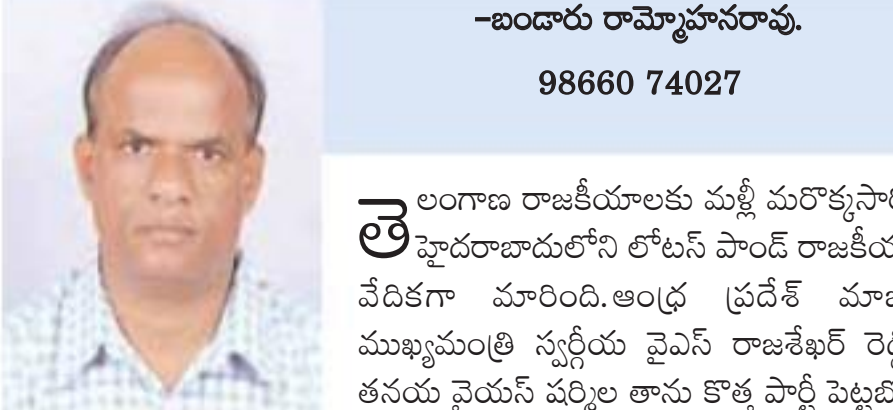 -బండారు రామ్మోహనరావు.
98660 74027
తెలంగాణ రాజకీయాలకు మళ్లీ మరొక్కసారి
హైదరాబాదులోని లోటస్ పాండ్ రాజకీయ
వేదికగా మారింది.ఆంధ్ర ప్రదేశ్ మాజీ
ముఖ్యమంత్రి స్వర్గీయ వైఎస్ రాజశేఖర్ రెడ్డి
తనయ వైయస్ షర్మిల తాను కొత్త పార్టీ